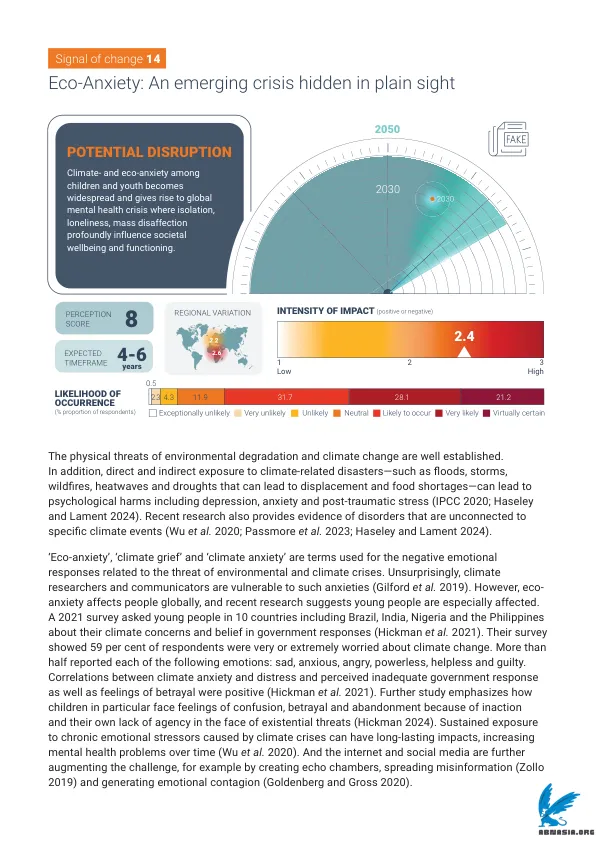 Signal of change 14
Eco-Anxiety: An emerging crisis hidden in plain sight
POTENTIAL DISRUPTION
Climate- and eco-anxiety among
children and youth becomes
widespread and gives rise to global
mental health crisis where isolation,
loneliness, mass disaffection
profoundly influence societal
wellbeing and functioning.
2050
2030
2030
FAKE
PERCEPTION
SCORE
8
EXPECTED
TIMEFRAME
4-6
years
REGIONAL VARIATION
2.2
2.6
INTENSITY OF IMPACT (positive or negative)
2.4
1
Low
2
3
High
LIKELIHOOD OF
OCCURRENCE
(% proportion of respondents)
0.5
2.3 4.3 11.9 31.7 28.1 21.2
Exceptionally unlikely Very unlikely Unlikely Neutral Likely to occur Very likely Virtually certain
The physical threats of environmental degradation and climate change are well established.
In addition, direct and indirect exposure to climate-related disasters—such as floods, storms,
wildfires, heatwaves and droughts that can lead to displacement and food shortages—can lead to
psychological harms including depression, anxiety and post-traumatic stress (IPCC 2020; Haseley
and Lament 2024). Recent research also provides evidence of disorders that are unconnected to
specific climate events (Wu et al. 2020; Passmore et al. 2023; Haseley and Lament 2024).
'Eco-anxiety', 'climate grief' and 'climate anxiety' are terms used for the negative emotional
responses related to the threat of environmental and climate crises. Unsurprisingly, climate
researchers and communicators are vulnerable to such anxieties (Gilford et al. 2019). However, eco-
anxiety affects people globally, and recent research suggests young people are especially affected.
A 2021 survey asked young people in 10 countries including Brazil, India, Nigeria and the Philippines
about their climate concerns and belief in government responses (Hickman et al. 2021). Their survey
showed 59 per cent of respondents were very or extremely worried about climate change. More than
half reported each of the following emotions: sad, anxious, angry, powerless, helpless and guilty.
Correlations between climate anxiety and distress and perceived inadequate government response
as well as feelings of betrayal were positive (Hickman et al. 2021). Further study emphasizes how
children in particular face feelings of confusion, betrayal and abandonment because of inaction
and their own lack of agency in the face of existential threats (Hickman 2024). Sustained exposure
to chronic emotional stressors caused by climate crises can have long-lasting impacts, increasing
mental health problems over time (Wu et al. 2020). And the internet and social media are further
augmenting the challenge, for example by creating echo chambers, spreading misinformation (Zollo
2019) and generating emotional contagion (Goldenberg and Gross 2020).
ABNASIA.ORG